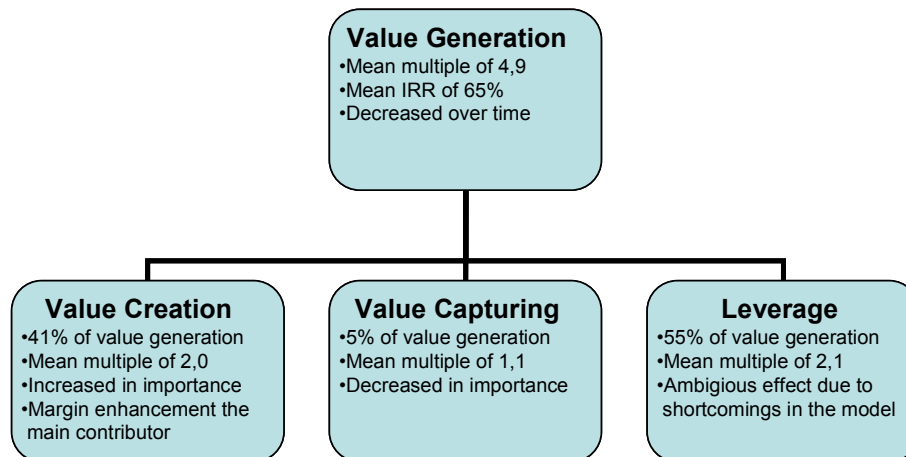 Value Generation
•Mean multiple of 4,9
•Mean IRR of 65%
•Decreased over time
Value Creation
•41% of value generation
•Mean multiple of 2,0
•Increased in importance
•Margin enhancement the
main contributor
Value Capturing
•5% of value generation
•Mean multiple of 1,1
•Decreased in importance
Leverage
•55% of value generation
•Mean multiple of 2,1
•Ambigious effect due to
shortcomings in the model